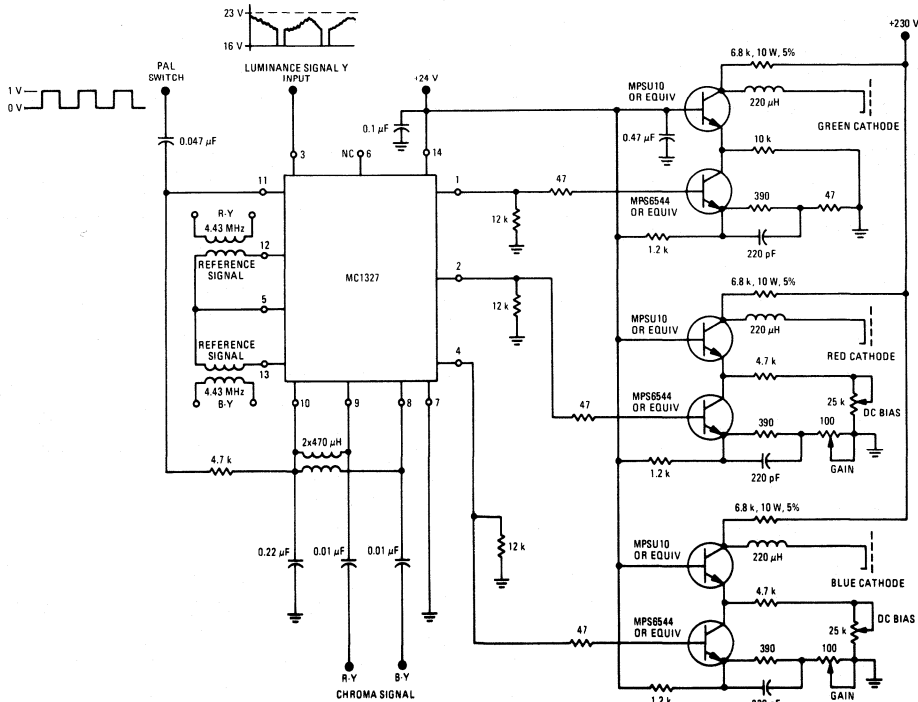 23 V
16 V
+230 V
PAL
SWITCH
LUMINANCE SIGNAL Y
INPUT
+24 V
1 V
0 V
0.047 µF
0.1 µF
MPSU10
OR EQUIV
6.8 k, 10 W, 5%
220 µH
GREEN CATHODE
0.47 µF
10 k
3
NC
6
14
11
1
47
MPS6544
OR EQUIV
390
47
12 k
1.2 k
220 pF
R-Y
4.43 MHz
12
REFERENCE
SIGNAL
MC1327
2
12 k
5
6.8 k, 10 W, 5%
MPSU10
OR EQUIV
220 µH
RED CATHODE
REFERENCE
SIGNAL
13
4
4.43 MHz
B-Y
4.7 k
MPS6544
OR EQUIV
25 k
DC BIAS
47
390
100
10
9
8
7
2x470 µH
4.7 k
1.2 k
220 pF
GAIN
6.8 k, 10 W, 5%
12 k
MPSU10
OR EQUIV
220 µH
BLUE CATHODE
0.22 µF
0.01 µF
0.01 µF
4.7 k
DC BIAS
25 k
47
MPS6544
OR EQUIV
390
100
R-Y
B-Y
CHROMA SIGNAL
1.2 k
GAIN